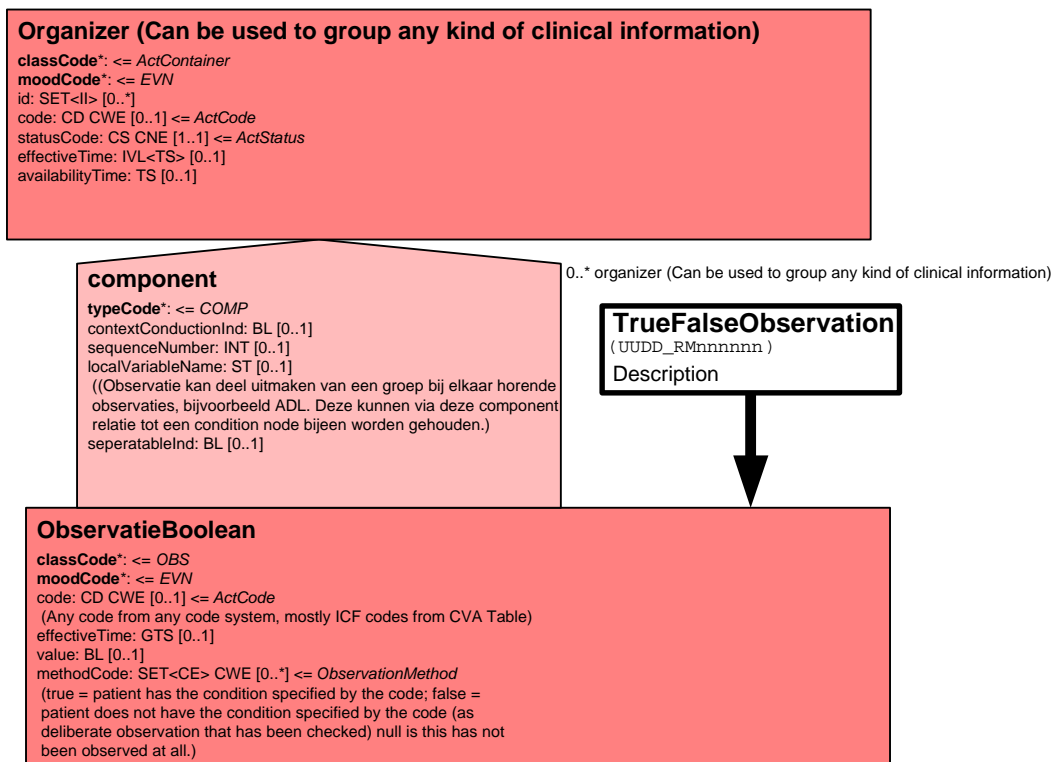 Organizer (Can be used to group any kind of clinical information)
classCode*: <= ActContainer
moodCode*: <= EVN
id: SET<II> [0..*]
code: CD CWE [0..1] <= ActCode
statusCode: CS CNE [1..1] <= ActStatus
effectiveTime: IVL<TS> [0..1]
availabilityTime: TS [0..1]
component
typeCode*: <= COMP
contextConductionInd: BL [0..1]
sequenceNumber: INT [0..1]
localVariableName: ST [0..1]
((Observatie kan deel uitmaken van een groep bij elkaar horende
observaties, bijvoorbeeld ADL. Deze kunnen via deze component
relatie tot een condition node bijeen worden gehouden.)
seperatableInd: BL [0..1]
0..* organizer (Can be used to group any kind of clinical information)
TrueFalseObservation
(UUDD_RMnnnnnn)
Description
ObservatieBoolean
classCode*: <= OBS
moodCode*: <= EVN
code: CD CWE [0..1] <= ActCode
(Any code from any code system, mostly ICF codes from CVA Table)
effectiveTime: GTS [0..1]
value: BL [0..1]
methodCode: SET<CE> CWE [0..*] <= ObservationMethod
(true = patient has the condition specified by the code; false =
patient does not have the condition specified by the code (as
deliberate observation that has been checked) null is this has not
been observed at all.)